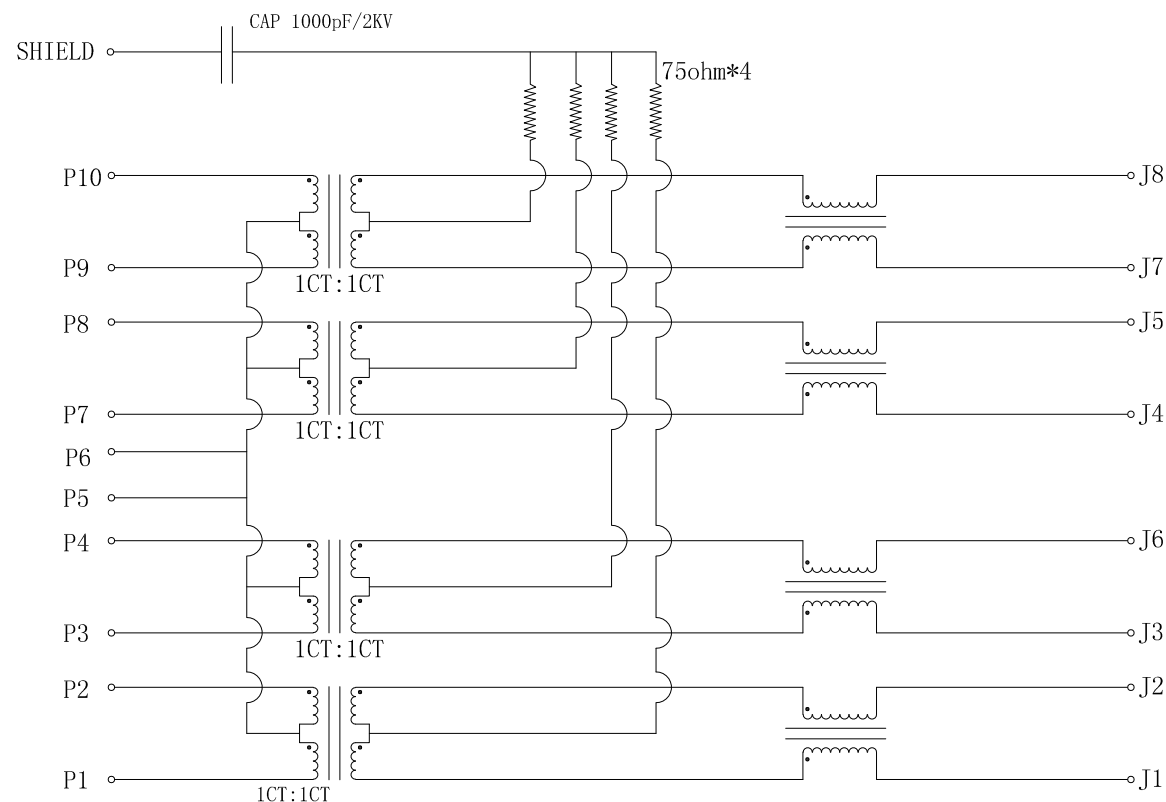 CAP 1000pF/2KV
SHIELD
75ohm*4
P10
J8
P9
J7
1CT:1CT
P8
J5
P7
J4
1CT:1CT
P6
P5
P4
J6
P3
J3
1CT:1CT
P2
J2
P1
J1
1CT:1CT